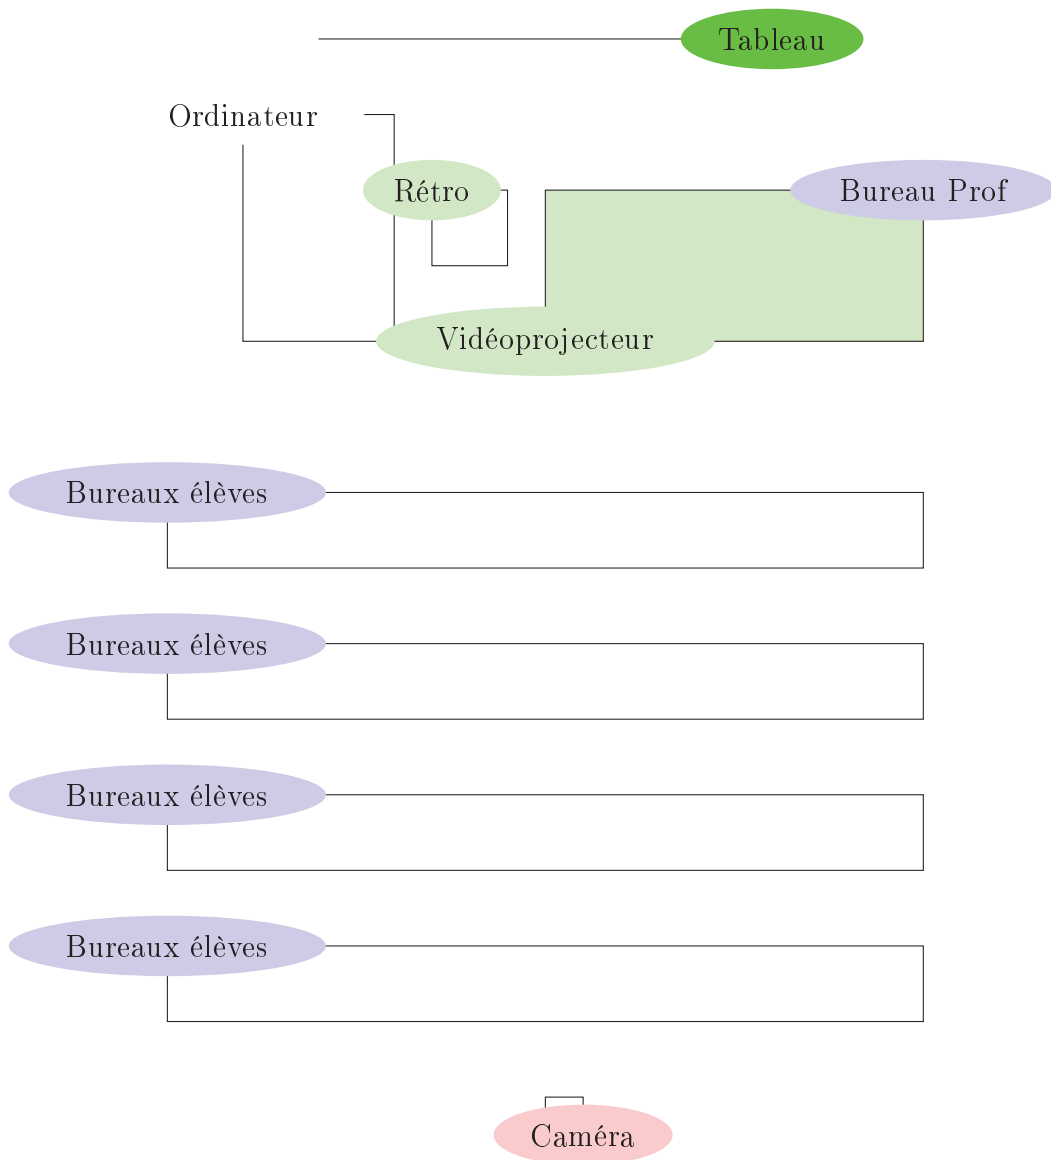 Tableau
Ordinateur
Rétro
Bureau Prof
Vidéoprojecteur
Bureaux élèves
Bureaux élèves
Bureaux élèves
Bureaux élèves
Caméra